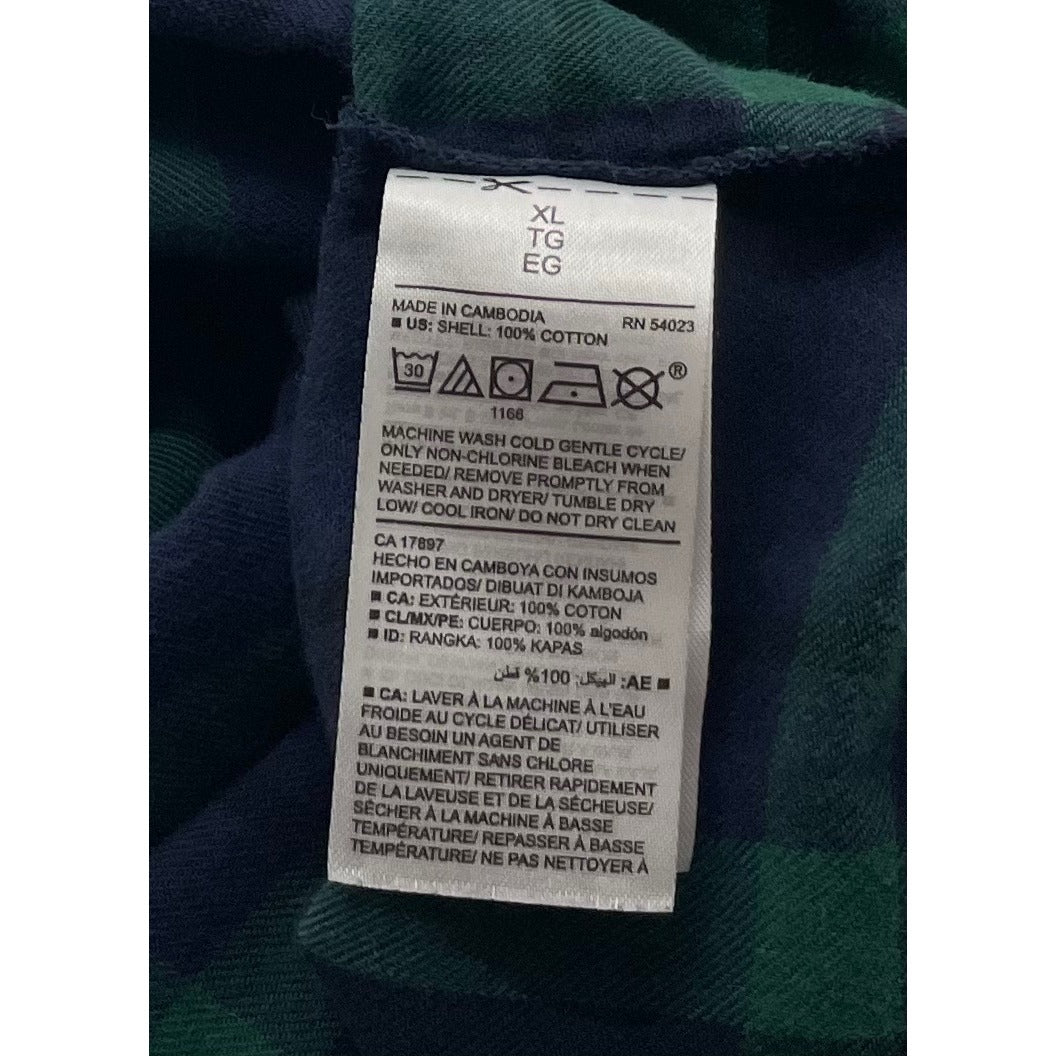 XL
TG
EG
MADE IN CAMBODIA RN 54023
■ US: SHELL: 100% COTTON
30 ®
1166
MACHINE WASH COLD GENTLE CYCLE/
ONLY NON-CHLORINE BLEACH WHEN
NEEDED/ REMOVE PROMPTLY FROM
WASHER AND DRYER/ TUMBLE DRY
LOW/ COOL IRON/ DO NOT DRY CLEAN
CA 17897
HECHO EN CAMBOYA CON INSUMOS
IMPORTADOS/ DIBUAT DI KAMBOJA
■ CA: EXTÉRIEUR: 100% COTON
■ CL/MX/PE: CUERPO: 100% algodón
■ ID: RANGKA: 100% KAPAS
■ AE: الهيكل: 100% قطن
■ CA: LAVER À LA MACHINE À L'EAU
FROIDE AU CYCLE DÉLICAT/ UTILISER
AU BESOIN UN AGENT DE
BLANCHIMENT SANS CHLORE
UNIQUEMENT/ RETIRER RAPIDEMENT
DE LA LAVEUSE ET DE LA SÉCHEUSE/
SÉCHER À LA MACHINE À BASSE
TEMPÉRATURE/ REPASSER À BASSE
TEMPÉRATURE/ NE PAS NETTOYER À